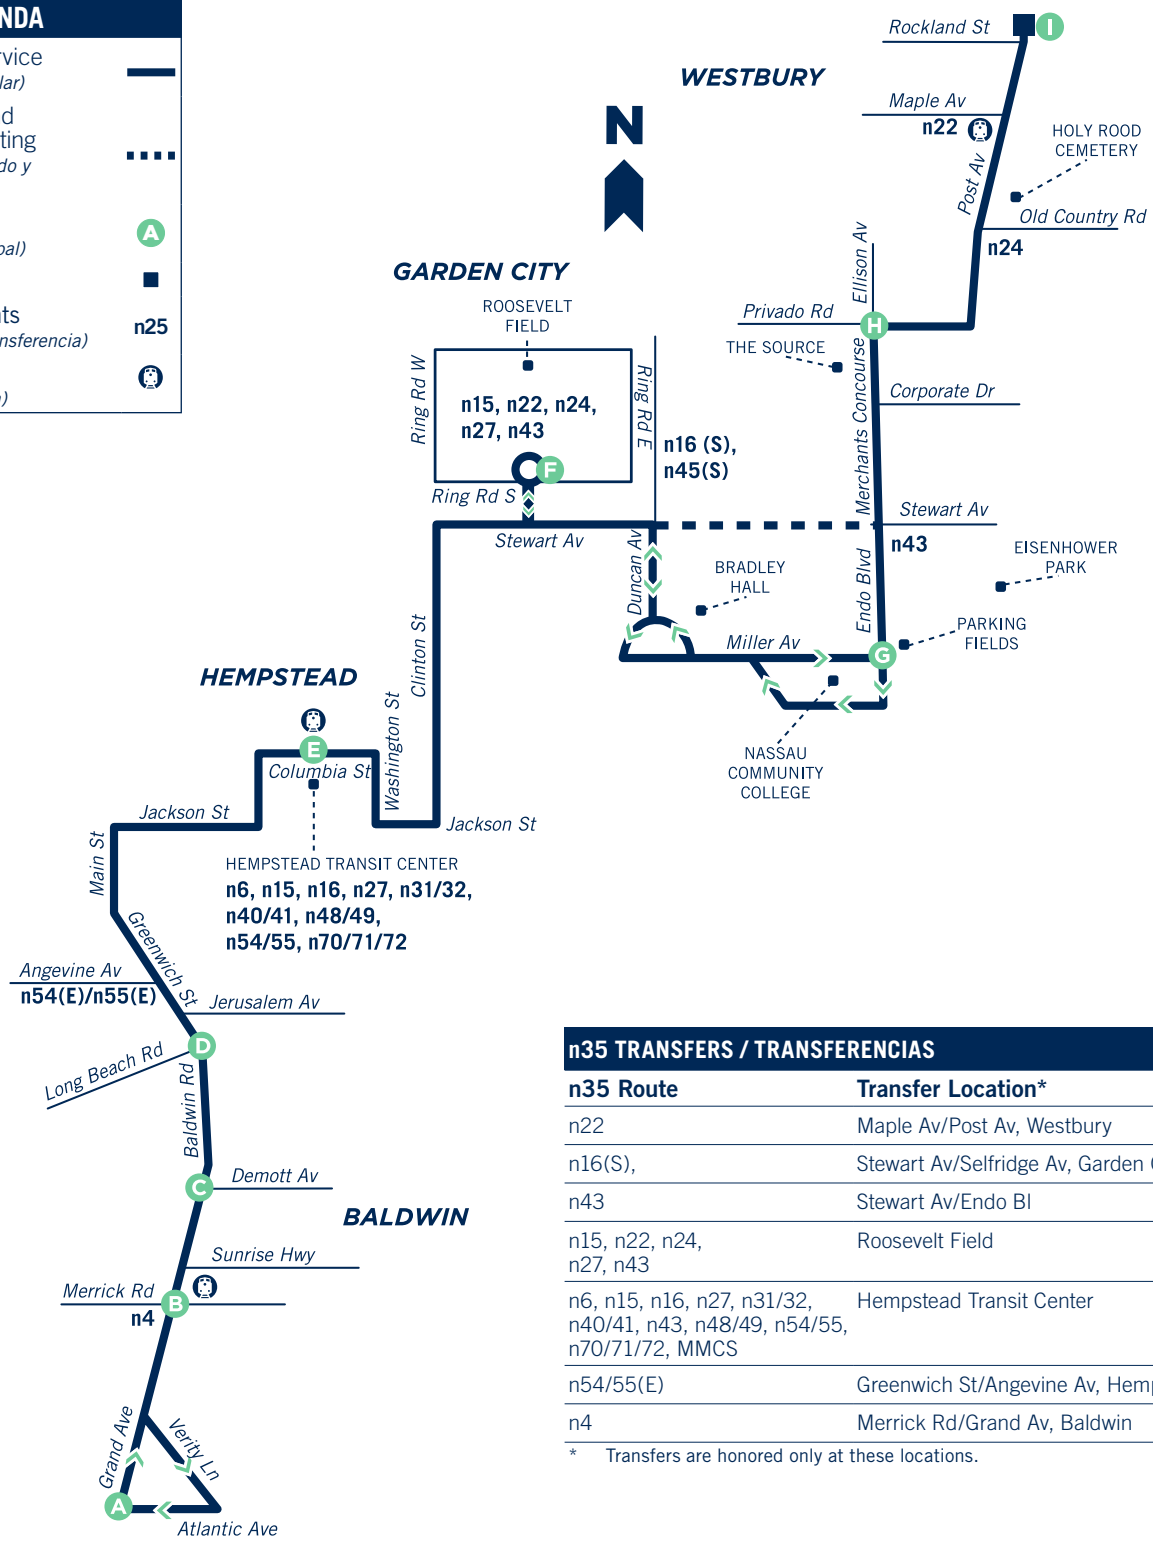 NDA
rvice
lar)
d
ting
do y
A
pal)
ts
nsferencia)
n25
)
Rockland St
I
WESTBURY
Maple Av
n22
HOLY ROOD
CEMETERY
N
Post Av
Old Country Rd
n24
GARDEN CITY
Ellison Av
ROOSEVELT
FIELD
Privado Rd
H
THE SOURCE
Ring Rd W
Ring Rd E
n15, n22, n24,
n27, n43
Merchants Concourse
Corporate Dr
n16 (S),
n45(S)
F
Ring Rd S
Stewart Av
Stewart Av
n43
EISENHOWER
PARK
Duncan Av
BRADLEY
HALL
Endo Blvd
PARKING
FIELDS
Miller Av
G
Clinton St
HEMPSTEAD
Washington St
E
Columbia St
NASSAU
COMMUNITY
COLLEGE
Jackson St
Jackson St
Main St
HEMPSTEAD TRANSIT CENTER
n6, n15, n16, n27, n31/32,
n40/41, n48/49,
n54/55, n70/71/72
Greenwich St
Angevine Av
n54(E)/n55(E)
Jerusalem Av
D
Long Beach Rd
Baldwin Rd
C
Demott Av
BALDWIN
Sunrise Hwy
Merrick Rd
B
n4
Grand Ave
Verity Ln
A
Atlantic Ave
n35 TRANSFERS / TRANSFERENCIAS
n35 Route Transfer Location*
n22 Maple Av/Post Av, Westbury
n16(S), Stewart Av/Selfridge Av, Garden
n43 Stewart Av/Endo Bl
n15, n22, n24, Roosevelt Field
n27, n43
n6, n15, n16, n27, n31/32, Hempstead Transit Center
n40/41, n43, n48/49, n54/55,
n70/71/72, MMCS
n54/55(E) Greenwich St/Angevine Av, Hem
n4 Merrick Rd/Grand Av, Baldwin
* Transfers are honored only at these locations.